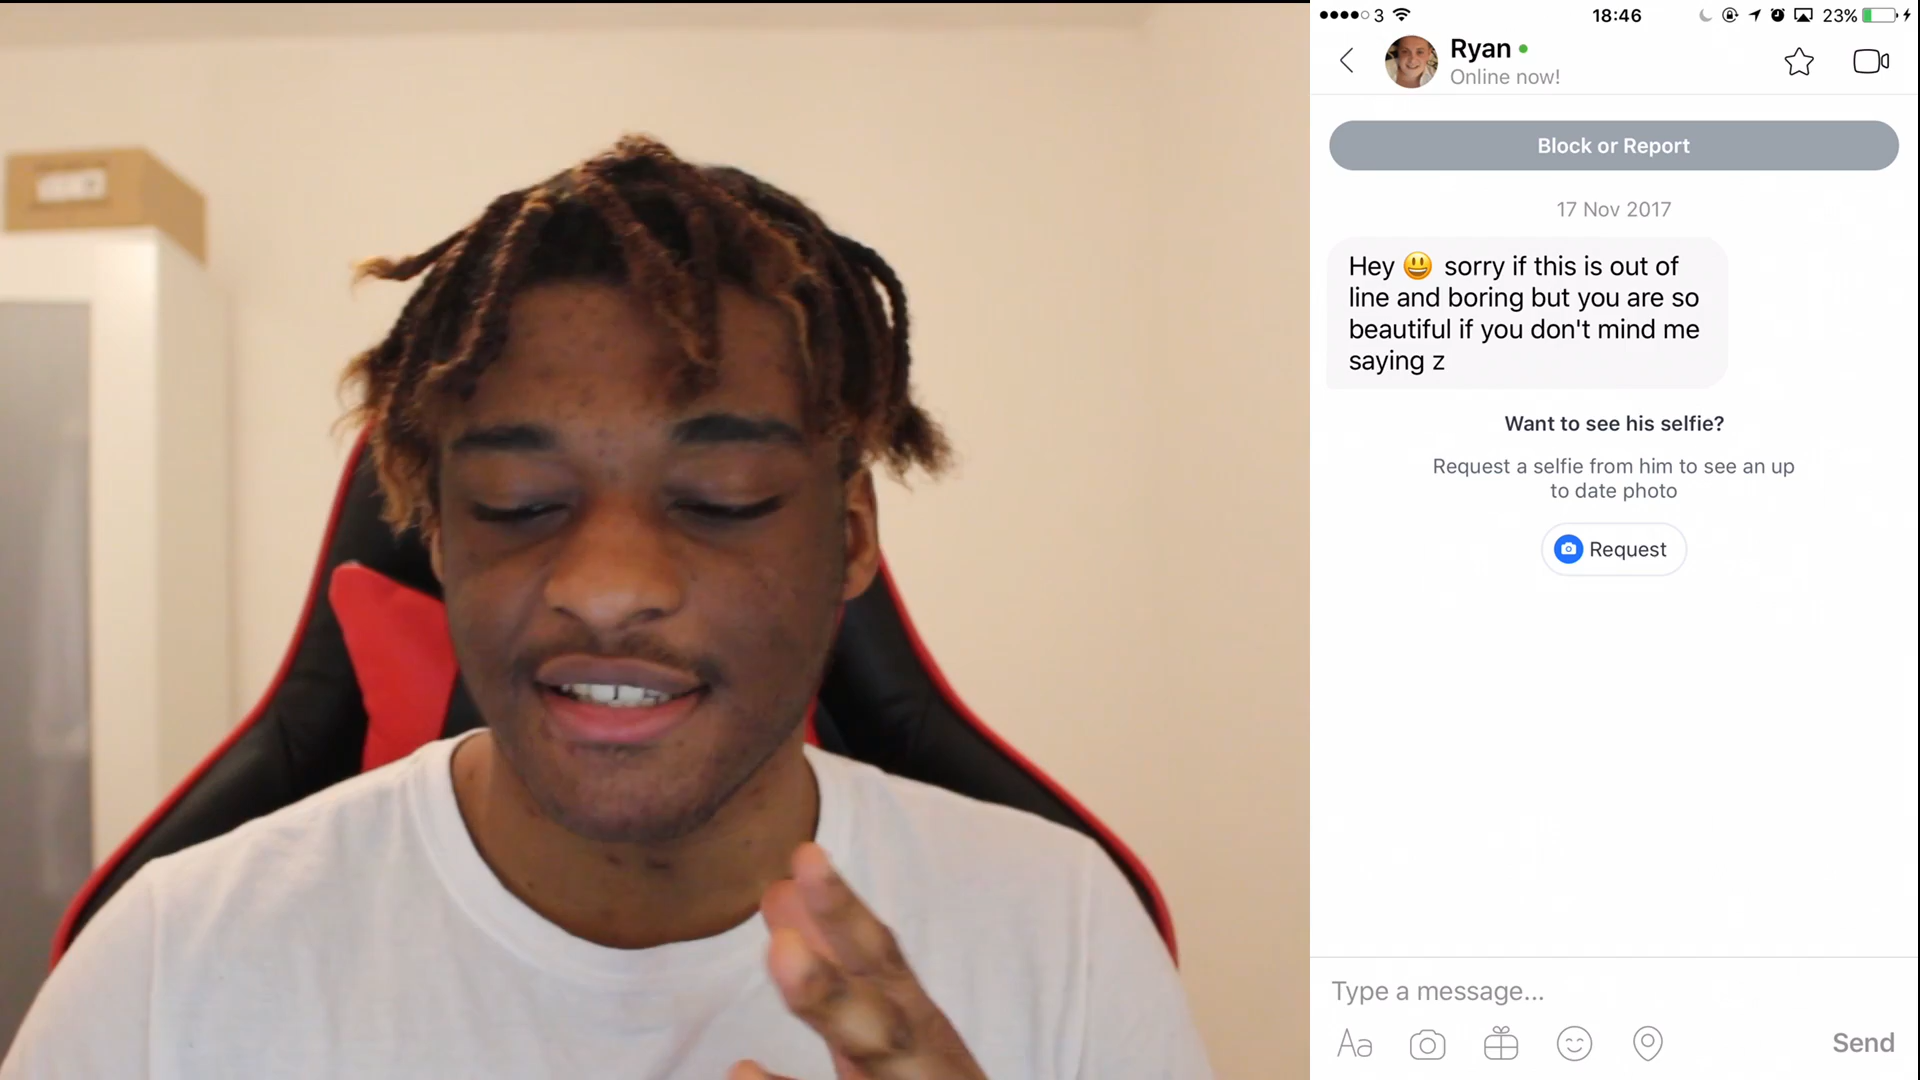 3 18:46 23%
Ryan
Online now!
Block or Report
17 Nov 2017
Hey 😃 sorry if this is out of
line and boring but you are so
beautiful if you don't mind me
saying z
Want to see his selfie?
Request a selfie from him to see an up
to date photo
Request
Type a message...
Aa
Send